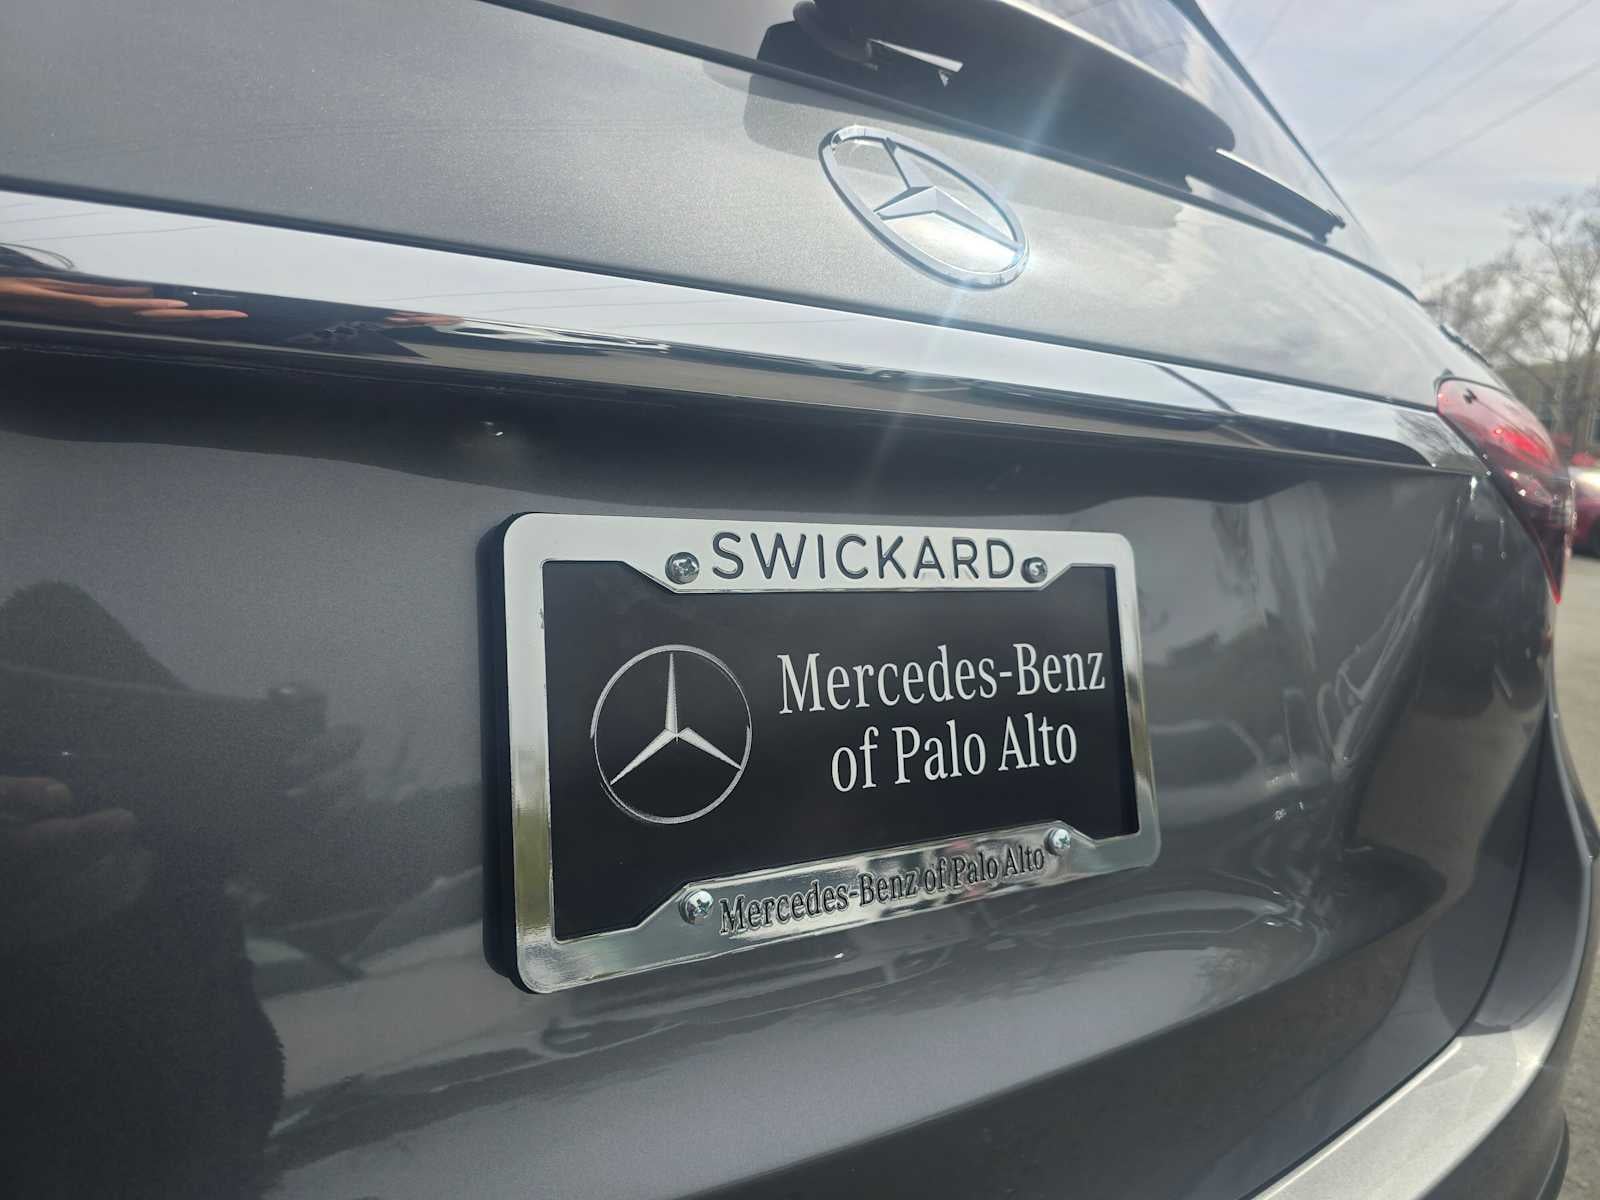 SWICKARD
Mercedes-Benz
of Palo Alto
Mercedes-Benz of Palo Alto